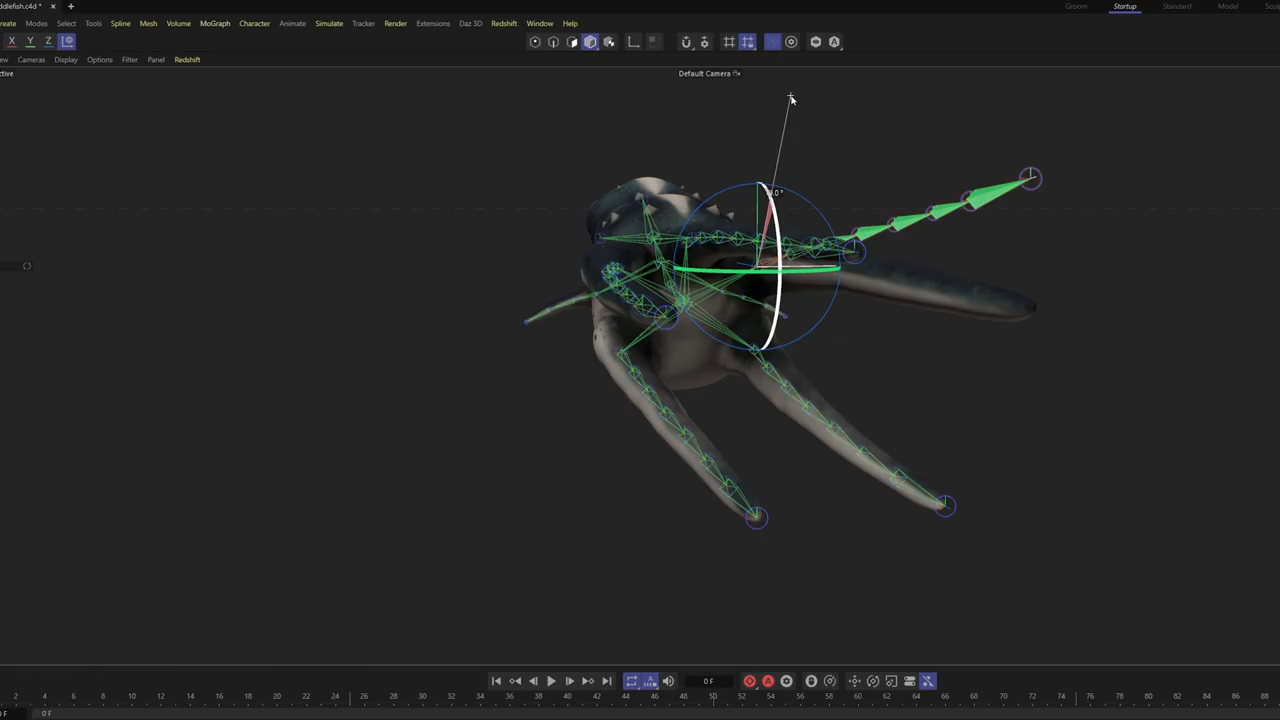 ddlefish.c4d *
Groom Startup Standard Model Scul
reate Modes Select Tools Spline Mesh Volume MoGraph Character Animate Simulate Tracker Render Extensions Daz 3D Redshift Window Help
X Y Z
ew Cameras Display Options Filter Panel Redshift
ctive
Default Camera
0 F
2 4 6 8 10 12 14 16 18 20 22 24 26 28 30 32 34 36 38 40 42 44 46 48 50 52 54 56 58 60 62 64 66 68 70 72 74 76 78 80 82 84 86 88
0 F 0 F